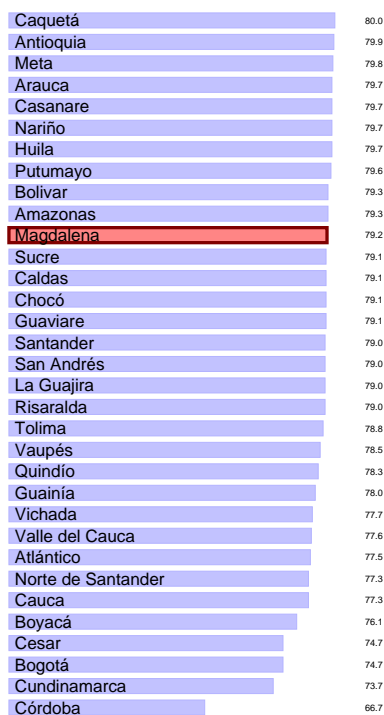 Caquetá 80.0
Antioquia 79.9
Meta 79.8
Arauca 79.7
Casanare 79.7
Nariño 79.7
Huila 79.7
Putumayo 79.6
Bolivar 79.3
Amazonas 79.3
Magdalena 79.2
Sucre 79.1
Caldas 79.1
Chocó 79.1
Guaviare 79.1
Santander 79.0
San Andrés 79.0
La Guajira 79.0
Risaralda 79.0
Tolima 78.8
Vaupés 78.5
Quindío 78.3
Guainía 78.0
Vichada 77.7
Valle del Cauca 77.6
Atlántico 77.5
Norte de Santander 77.3
Cauca 77.3
Boyacá 76.1
Cesar 74.7
Bogotá 74.7
Cundinamarca 73.7
Córdoba 66.7